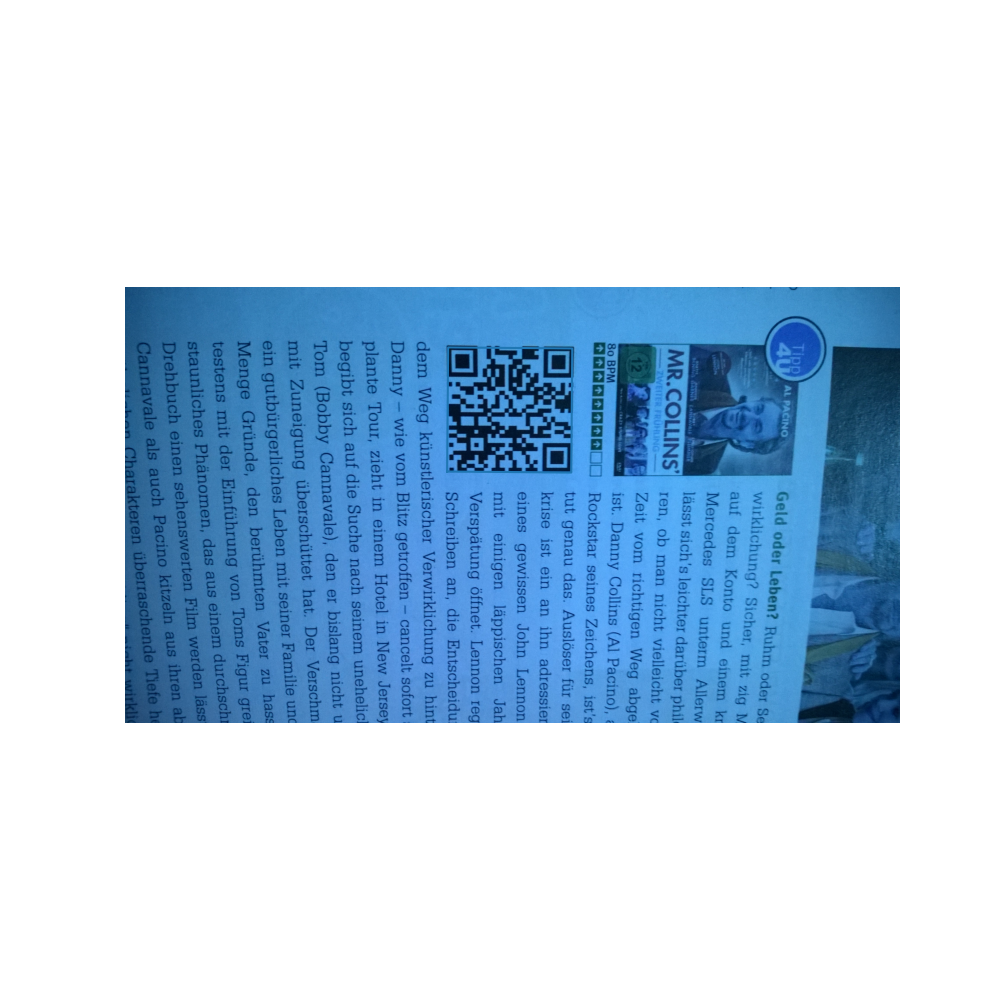 Tipp
4U
AL PACINO
MR. COLLINS'
ZWEITER FRÜHLING
12
80 BPM
Geld oder Leben? Ruhm oder Se
wirklichung? Sicher, mit zig M
auf dem Konto und einem kr
Mercedes SLS unterm Allerw
lässt sich's leichter darüber phil
ren, ob man nicht vielleicht vo
Zeit vom richtigen Weg abge
ist. Danny Collins (Al Pacino), a
Rockstar seines Zeichens, ist's
tut genau das. Auslöser für sei
krise ist ein an ihn adressier
eines gewissen John Lennon
mit einigen läppischen Jah
Verspätung öffnet. Lennon reg
Schreiben an, die Entscheidu
dem Weg künstlerischer Verwirklichung zu hint
Danny – wie vom Blitz getroffen – cancelt sofort
plante Tour, zieht in einem Hotel in New Jersey
begibt sich auf die Suche nach seinem unehelic
Tom (Bobby Cannavale), den er bislang nicht u
mit Zuneigung überschüttet hat. Der Verschm
ein gutbürgerliches Leben mit seiner Familie und
Menge Gründe, den berühmten Vater zu hass
testens mit der Einführung von Toms Figur grei
staunliches Phänomen, das aus einem durchschn
Drehbuch einen sehenswerten Film werden läss
Cannavale als auch Pacino kitzeln aus ihren ab
Charakteren überraschende Tiefe h